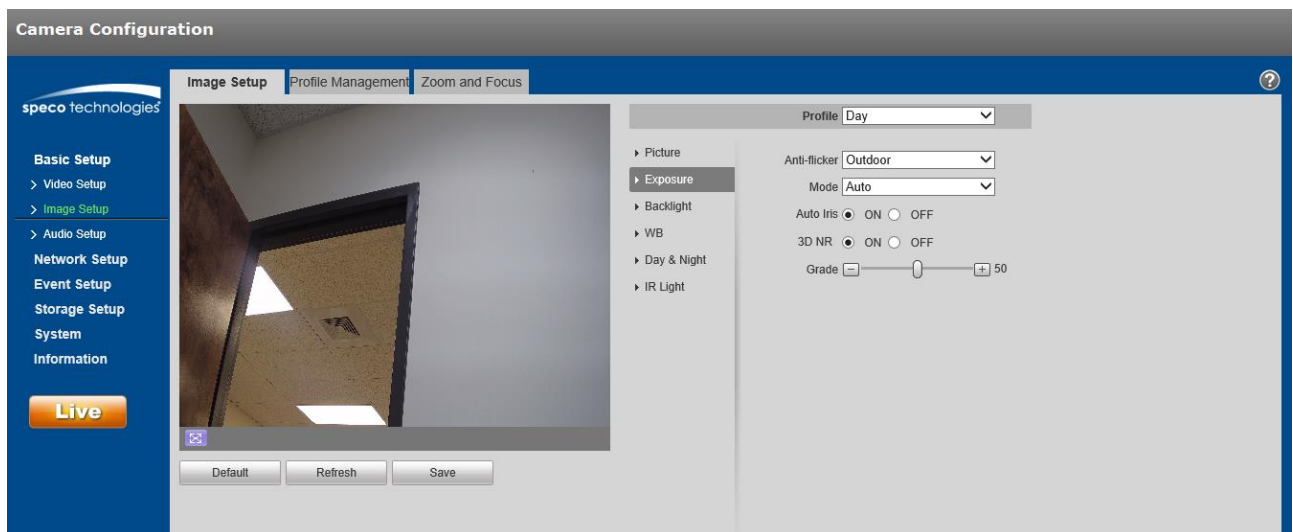 Camera Configuration
Image Setup Profile Management Zoom and Focus ?
speco technologies
Basic Setup
> Video Setup
> Image Setup
> Audio Setup
Network Setup
Event Setup
Storage Setup
System
Information
Live
Default Refresh Save
Picture
Exposure
Backlight
WB
Day & Night
IR Light
Profile Day
Anti-flicker Outdoor
Mode Auto
Auto Iris ON OFF
3D NR ON OFF
Grade - + 50